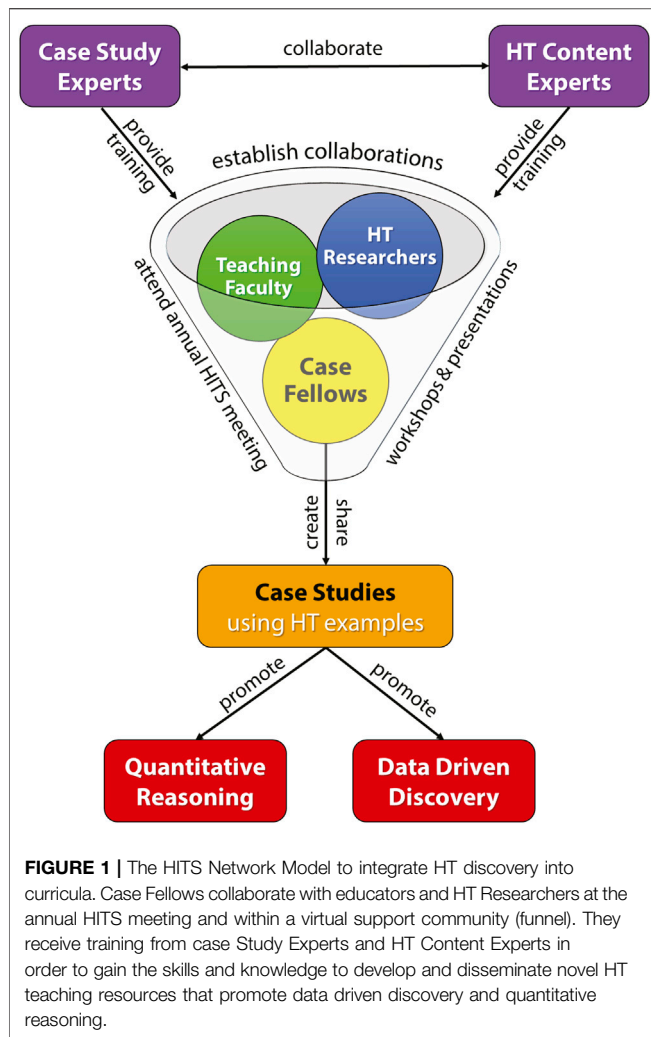 Case Study
Experts
collaborate
HT Content
Experts
provide
training
establish collaborations
provide
training
Teaching
Faculty
HT
Researchers
attend annual HITS meeting
Case
Fellows
workshops & presentations
create
share
Case Studies
using HT examples
promote
promote
Quantitative
Reasoning
Data Driven
Discovery
FIGURE 1 | The HITS Network Model to integrate HT discovery into
curricula. Case Fellows collaborate with educators and HT Researchers at the
annual HITS meeting and within a virtual support community (funnel). They
receive training from case Study Experts and HT Content Experts in
order to gain the skills and knowledge to develop and disseminate novel HT
teaching resources that promote data driven discovery and quantitative
reasoning.